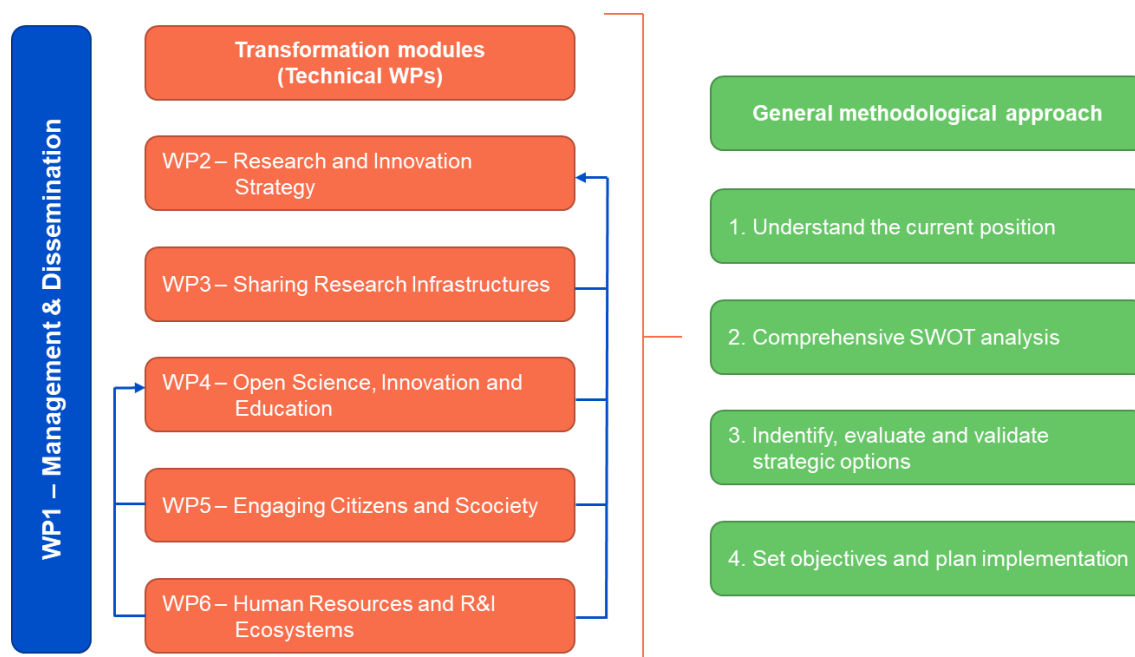 WP1 – Management & Dissemination
Transformation modules
(Technical WPs)
WP2 – Research and Innovation
Strategy
WP3 – Sharing Research Infrastructures
WP4 – Open Science, Innovation and
Education
WP5 – Engaging Citizens and Scociety
WP6 – Human Resources and R&I
Ecosystems
General methodological approach
1. Understand the current position
2. Comprehensive SWOT analysis
3. Indentify, evaluate and validate
strategic options
4. Set objectives and plan implementation